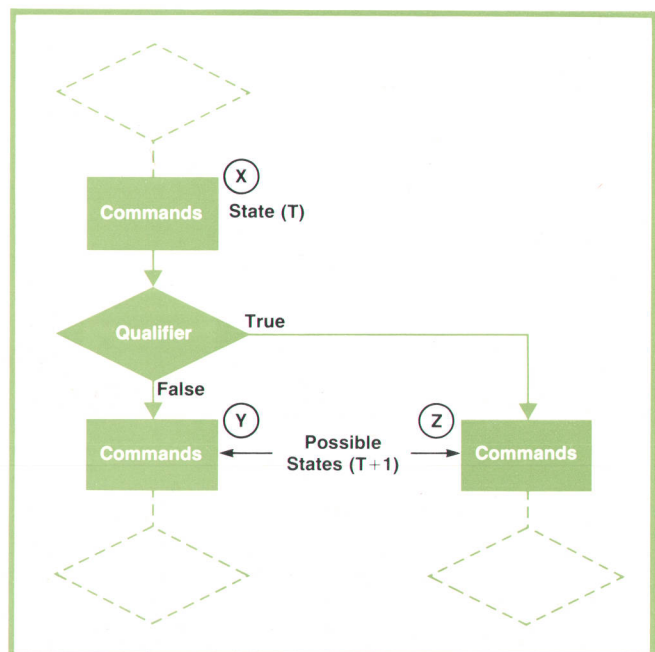 X
Commands
State (T)
Qualifier
True
False
Y
Z
Commands
Possible
States (T+1)
Commands